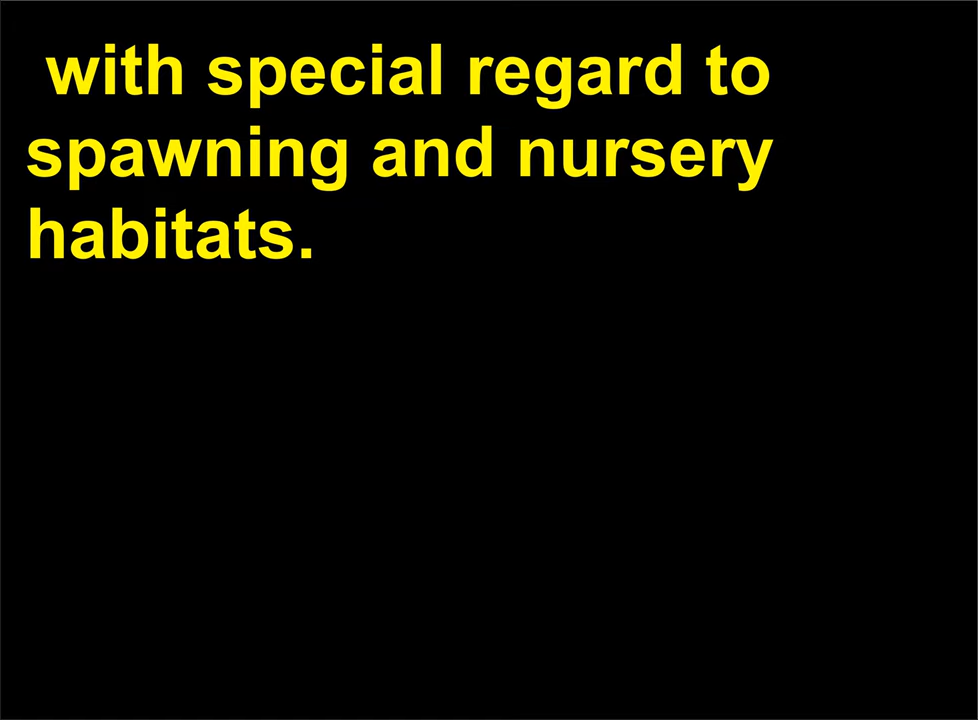 with special regard to
spawning and nursery
habitats.